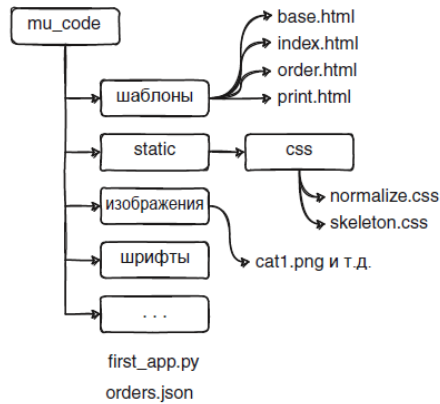 mu_code
base.html
index.html
order.html
print.html
шаблоны
static
css
normalize.css
skeleton.css
изображения
cat1.png и т.д.
шрифты
. . .
first_app.py
orders.json